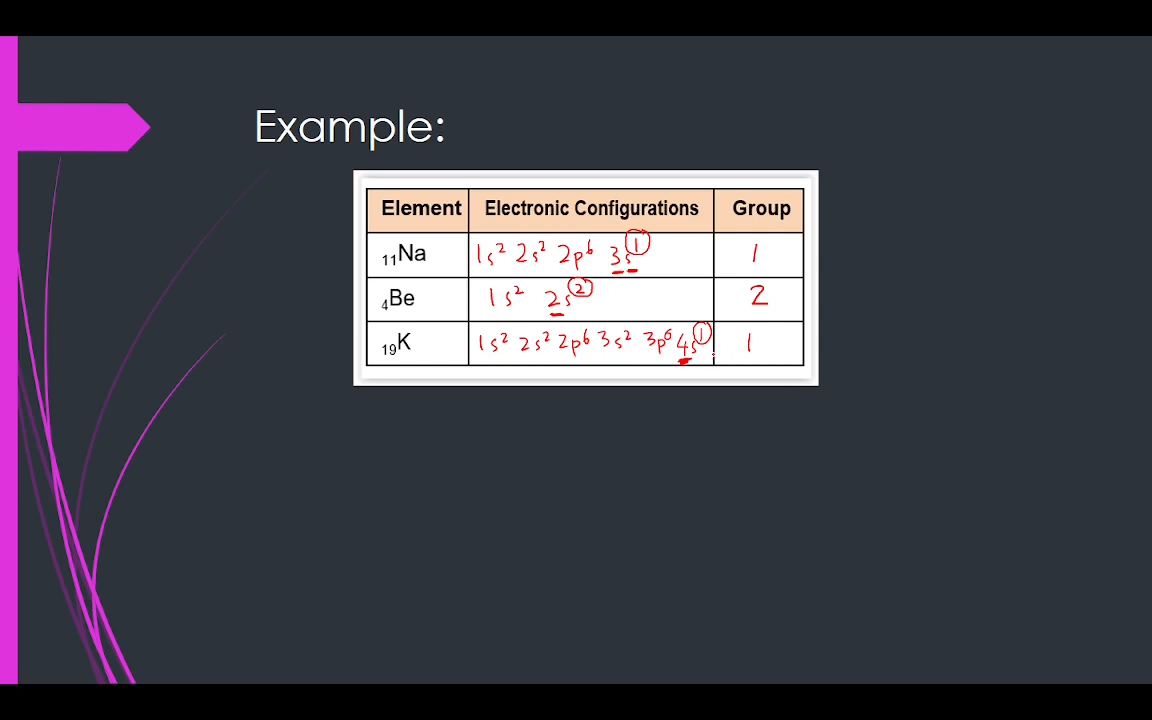 Example:
Element Electronic Configurations Group
₁₁Na 1s² 2s² 2p⁶ 3s¹ 1
₄Be 1s² 2s² 2
₁₉K 1s² 2s² 2p⁶ 3s² 3p⁶ 4s¹ 1